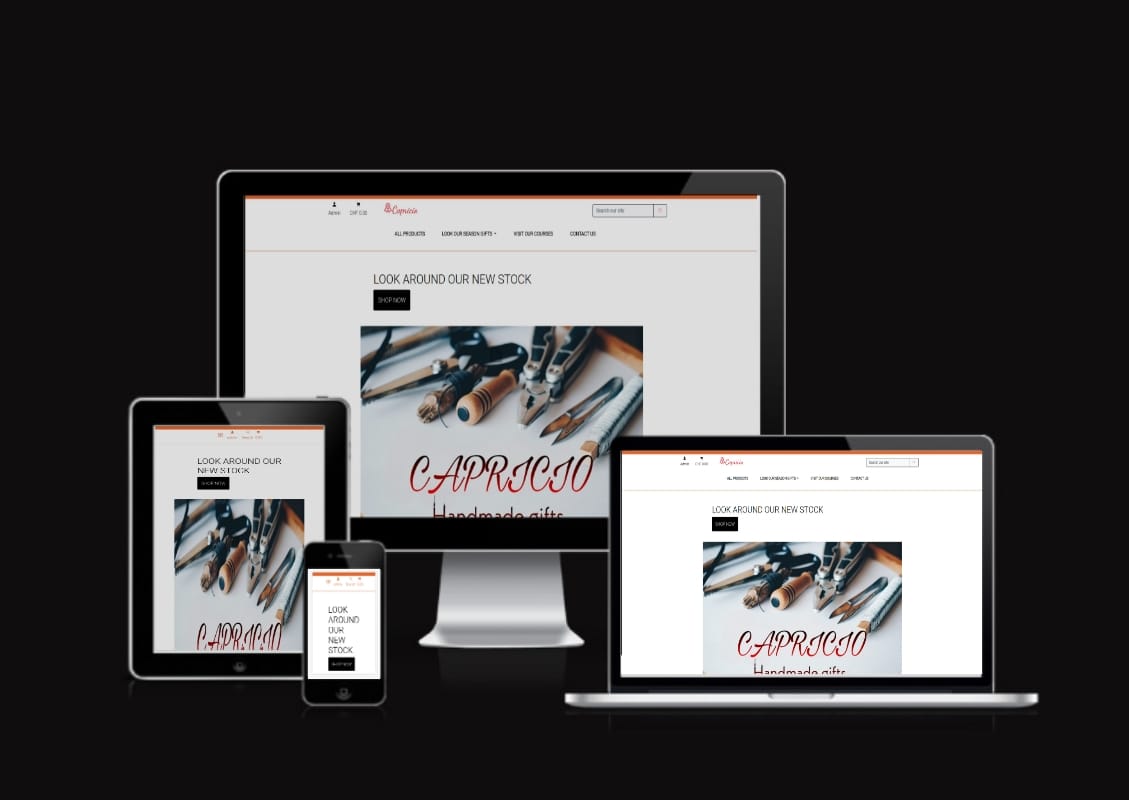 Admin
CHF 0.00
Capricio
Search our site
ALL PRODUCTS
LOOK OUR SEASON GIFTS
VISIT OUR COURSES
CONTACT US
LOOK AROUND OUR NEW STOCK
SHOP NOW
CAPRICIO
Handmade gifts
LOOK AROUND OUR
NEW STOCK
SHOP NOW
CAPRICIO
LOOK
AROUND
OUR
NEW
STOCK
SHOP NOW
Admin
CHF 0.00
Capricio
Search our site
ALL PRODUCTS
LOOK OUR SEASON GIFTS
VISIT OUR COURSES
CONTACT US
LOOK AROUND OUR NEW STOCK
SHOP NOW
CAPRICIO
Handmade gifts